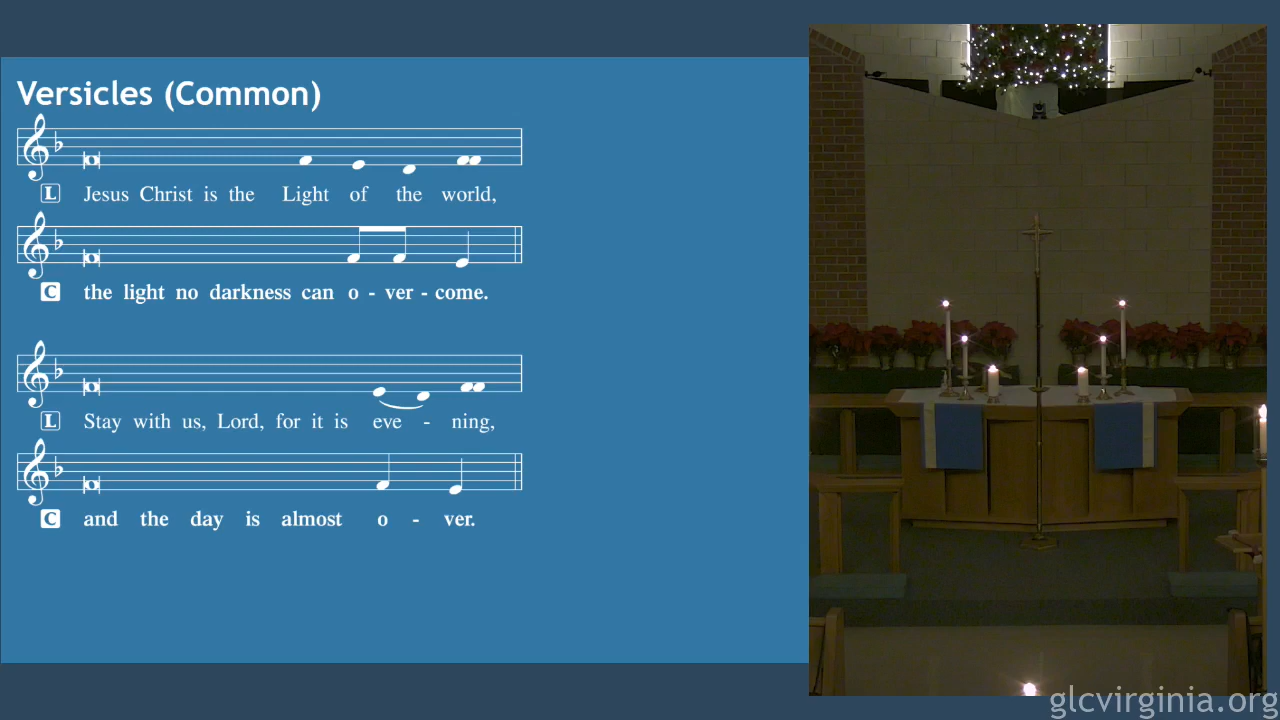 Versicles (Common)
L Jesus Christ is the Light of the world,
C the light no darkness can o - ver - come.
L Stay with us, Lord, for it is eve - ning,
C and the day is almost o - ver.
glcvirginia.org